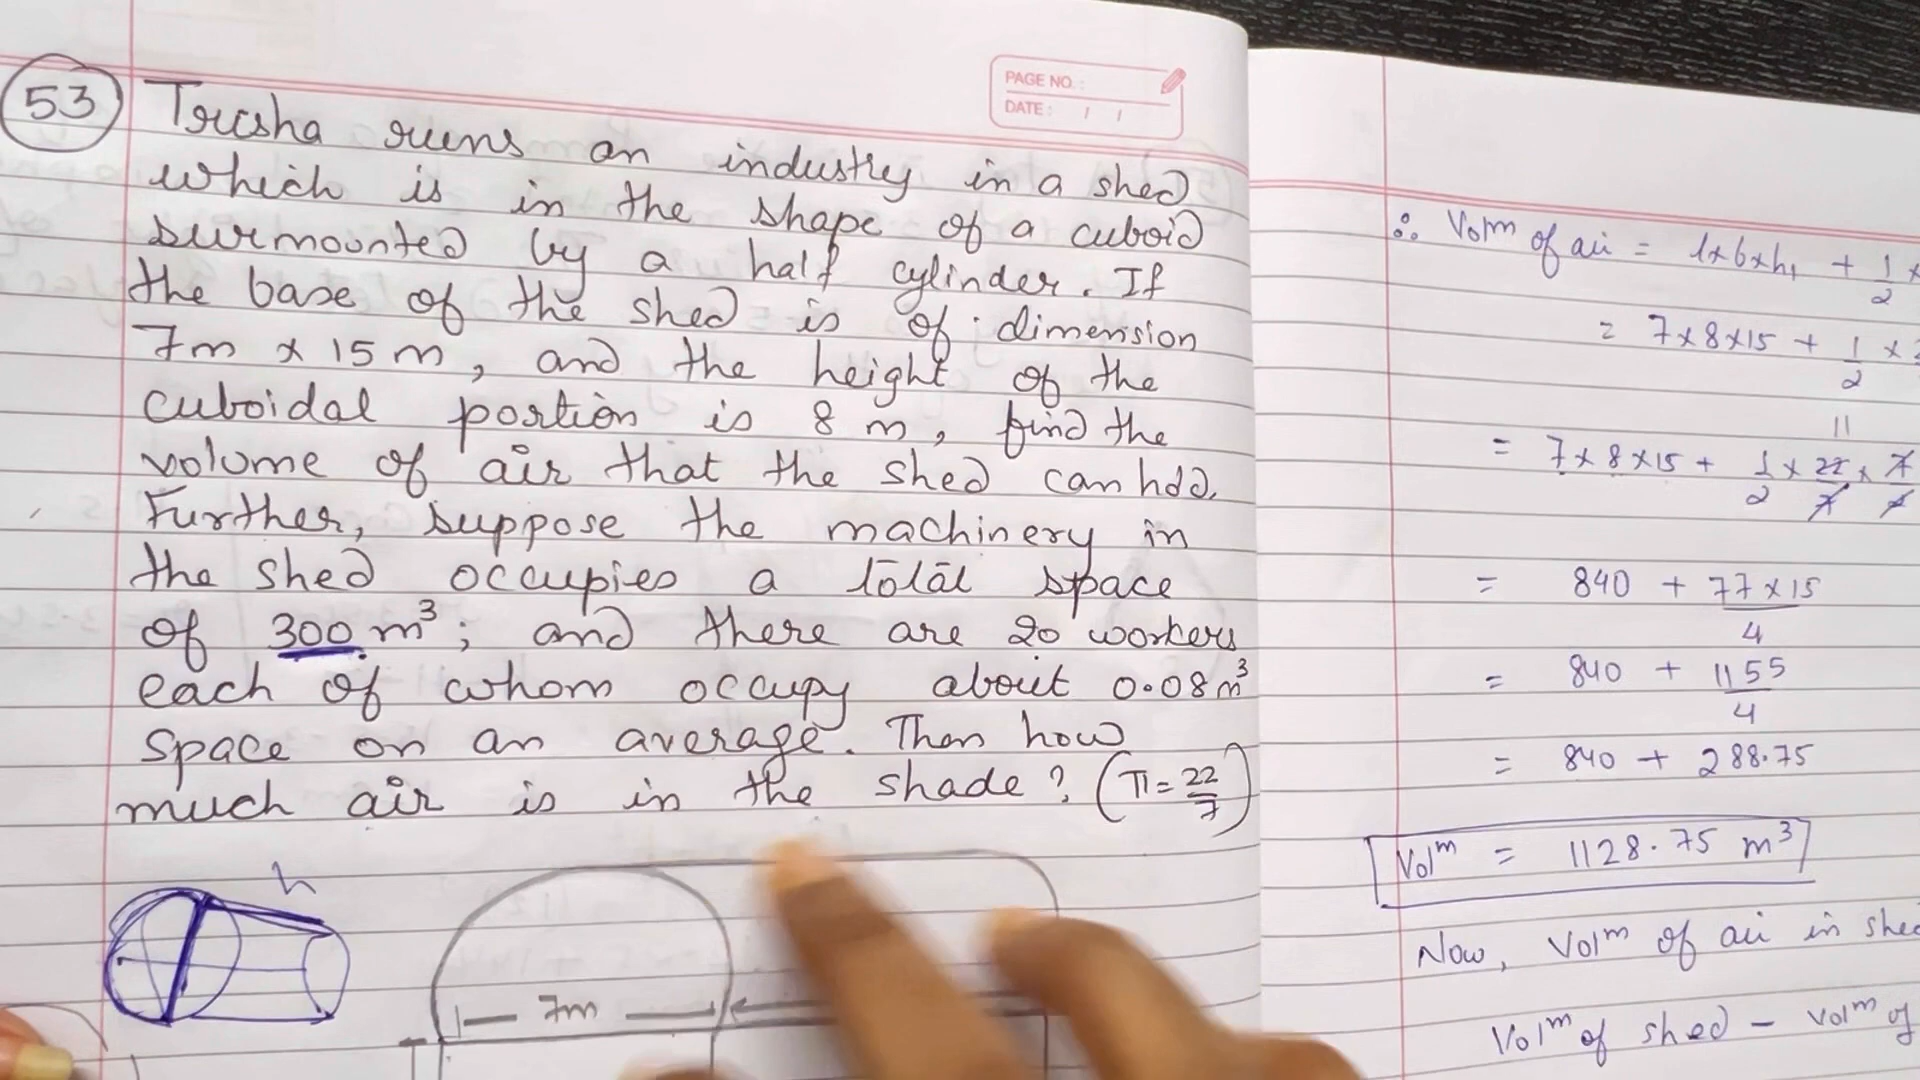 PAGE NO. :
DATE : / /
53 Trisha runs an industry in a shed
which is in the shape of a cuboid
surmounted by a half cylinder. If
the base of the shed is of dimension
7m x 15 m, and the height of the
cuboidal portion is 8 m, find the
volume of air that the shed can hold.
Further, suppose the machinery in
the shed occupies a total space
of 300 m³; and there are 20 workers
each of whom occupy about 0.08 m³
space on an average. Then how
much air is in the shade? (π = 22/7)
h
7m
∴ Volm of air = l×b×h1 + 1/2 ×
= 7×8×15 + 1/2 ×
11
= 7×8×15 + 1/2 × 22/7 × 7/
= 840 + 77×15/4
= 840 + 1155/4
= 840 + 288.75
Volm = 1128.75 m³
Now, Volm of air in shed
Volm of shed - Volm of